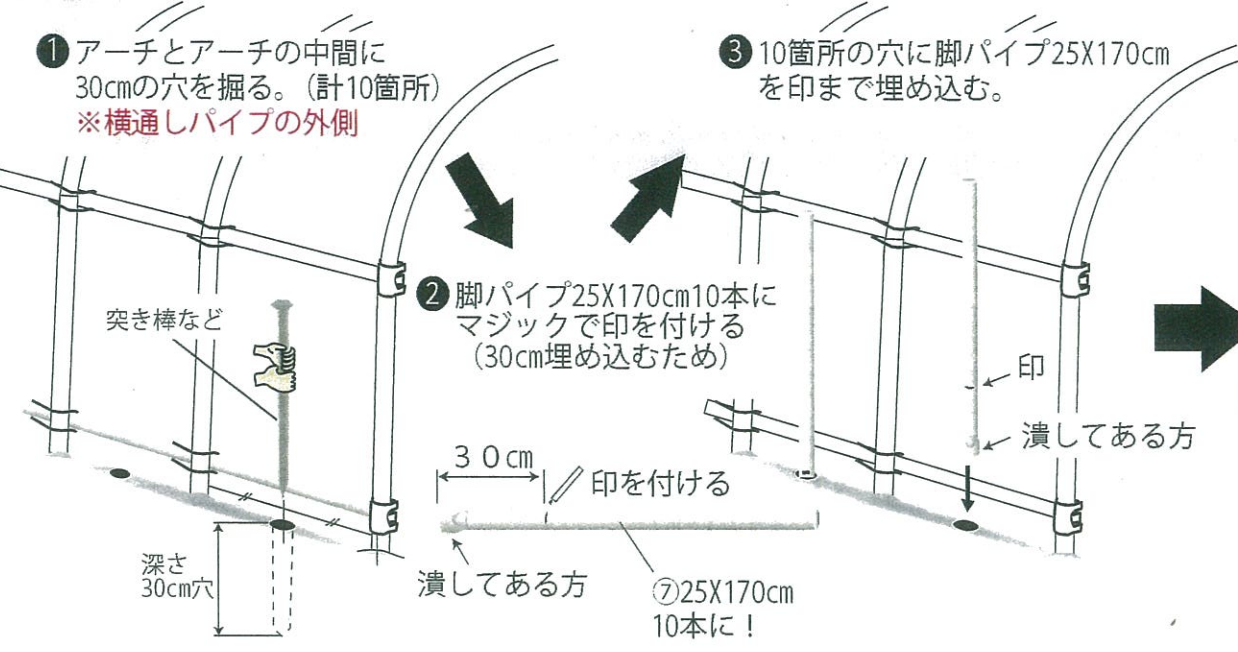 ❶アーチとアーチの中間に
30cmの穴を掘る。(計10箇所)
※横通しパイプの外側
突き棒など
深さ
30cm穴
❷脚パイプ25X170cm10本に
マジックで印を付ける
(30cm埋め込むため)
３０cm
印を付ける
潰してある方
⑦25X170cm
10本に！
❸10箇所の穴に脚パイプ25X170cm
を印まで埋め込む。
印
潰してある方